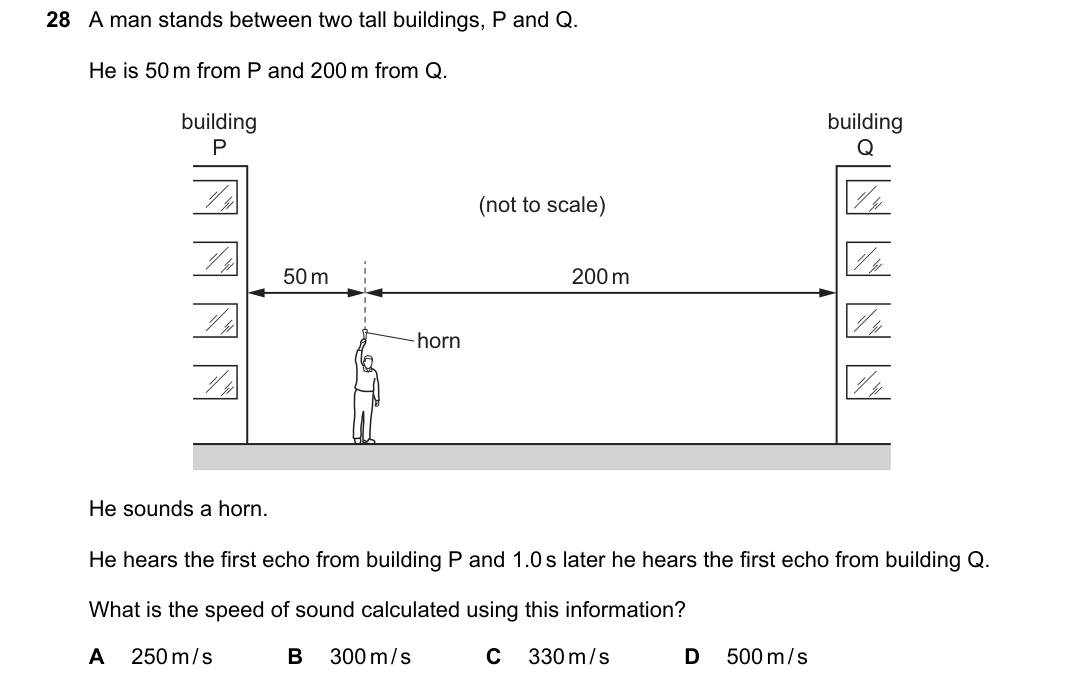 28 A man stands between two tall buildings, P and Q.
He is 50 m from P and 200 m from Q.
building
P
building
Q
(not to scale)
50 m
200 m
horn
He sounds a horn.
He hears the first echo from building P and 1.0 s later he hears the first echo from building Q.
What is the speed of sound calculated using this information?
A 250 m / s B 300 m / s C 330 m / s D 500 m / s